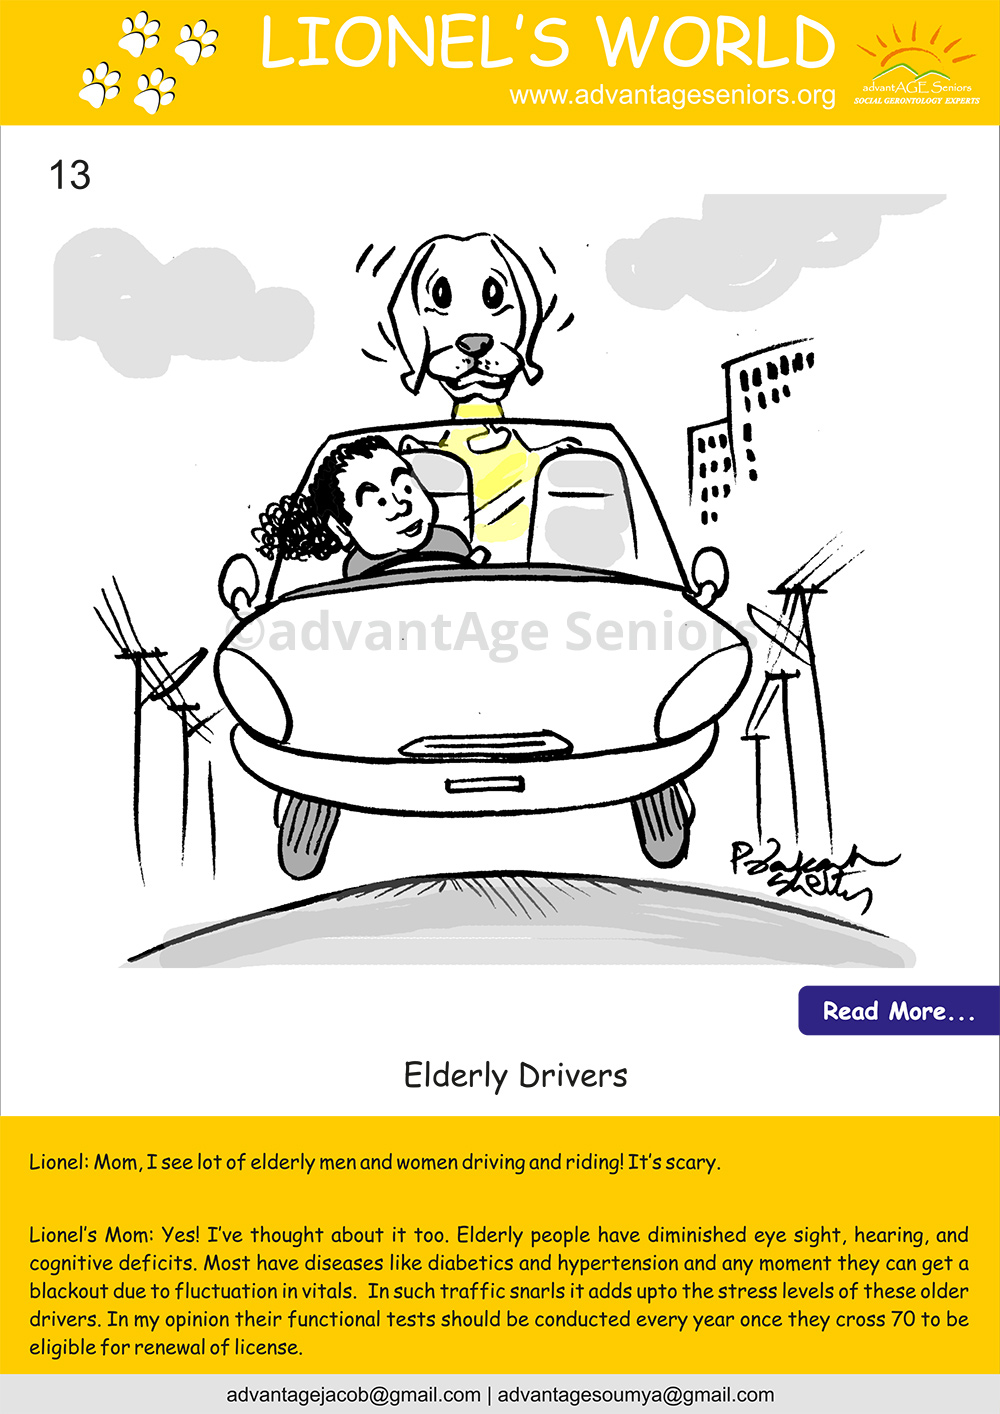 LIONEL'S WORLD
www.advantageseniors.org
advantAGE Seniors
SOCIAL GERONTOLOGY EXPERTS
13
©advantAge Seniors
Prakash
Shetty
Read More...
Elderly Drivers
Lionel: Mom, I see lot of elderly men and women driving and riding! It's scary.
Lionel's Mom: Yes! I've thought about it too. Elderly people have diminished eye sight, hearing, and
cognitive deficits. Most have diseases like diabetics and hypertension and any moment they can get a
blackout due to fluctuation in vitals. In such traffic snarls it adds upto the stress levels of these older
drivers. In my opinion their functional tests should be conducted every year once they cross 70 to be
eligible for renewal of license.
advantagejacob@gmail.com | advantagesoumya@gmail.com